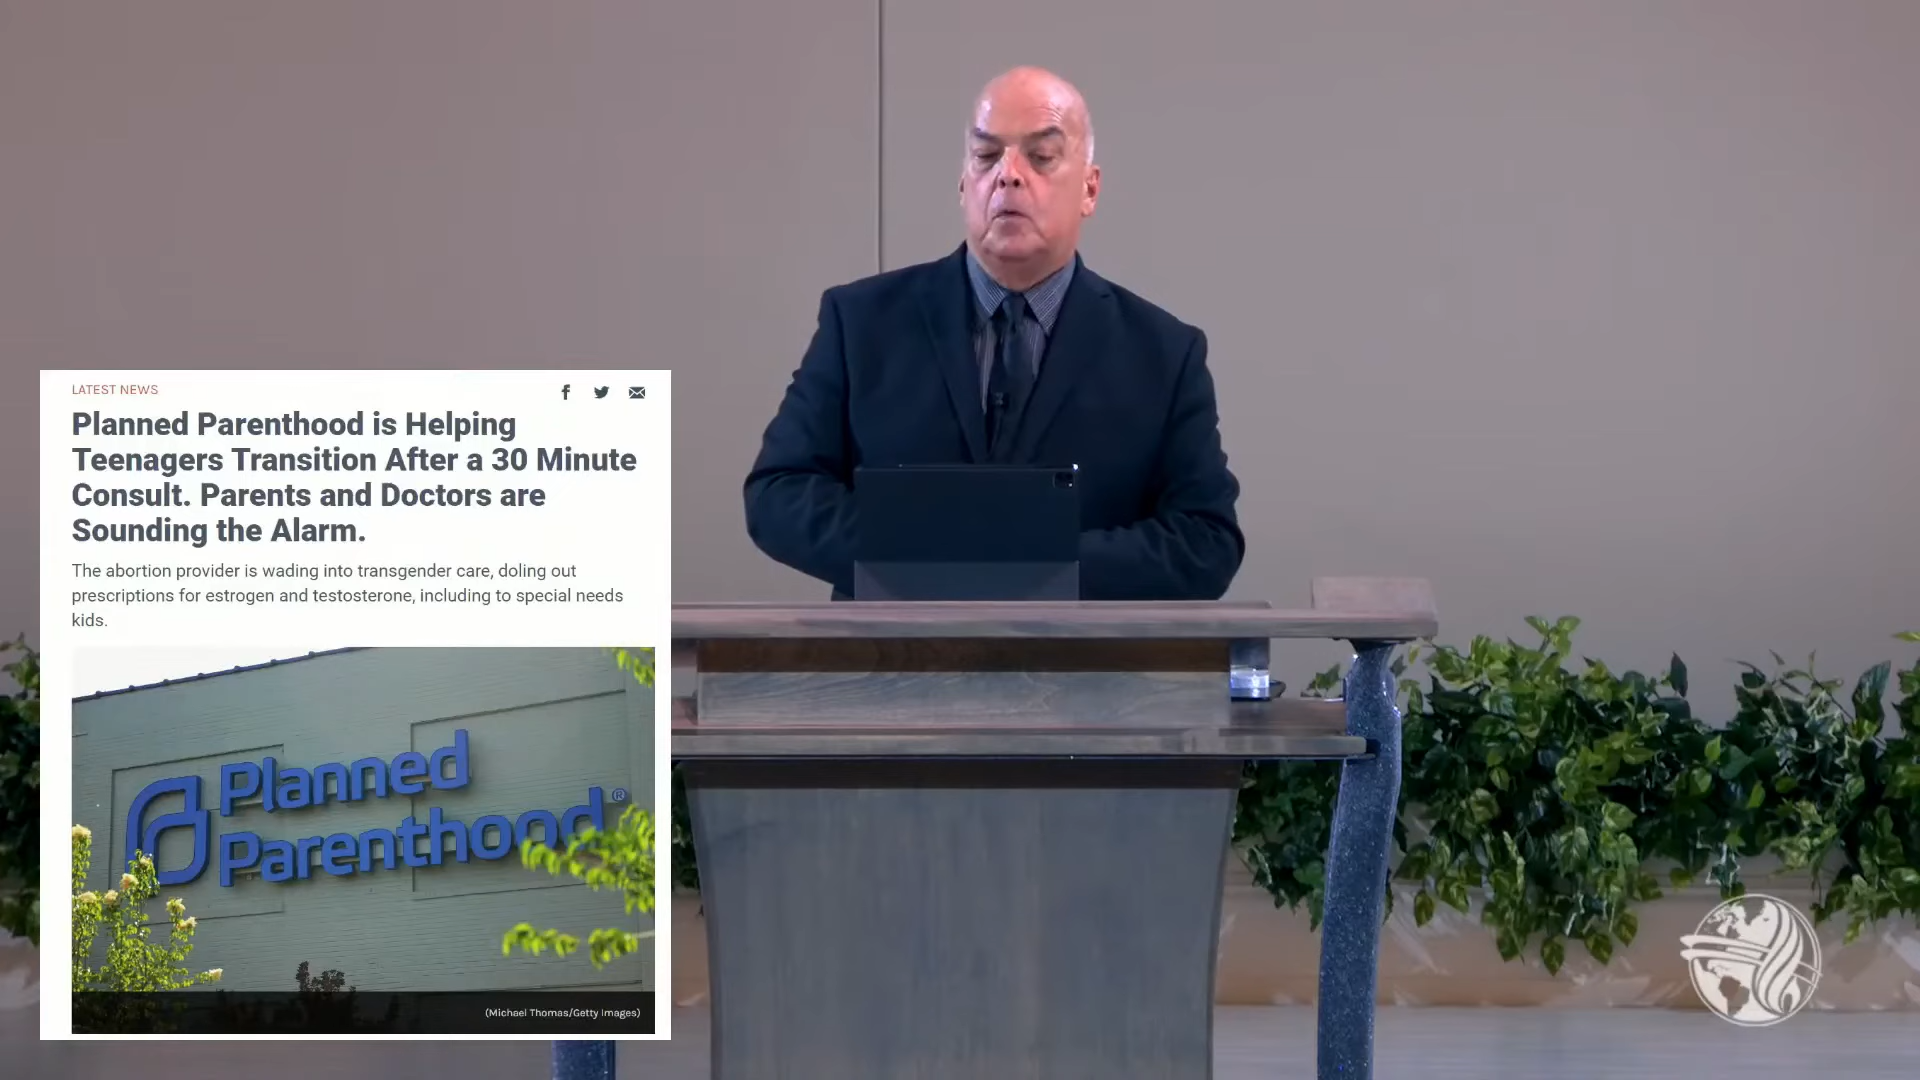 LATEST NEWS
Planned Parenthood is Helping
Teenagers Transition After a 30 Minute
Consult. Parents and Doctors are
Sounding the Alarm.
The abortion provider is wading into transgender care, doling out
prescriptions for estrogen and testosterone, including to special needs
kids.
Planned
Parenthood®
(Michael Thomas/Getty Images)